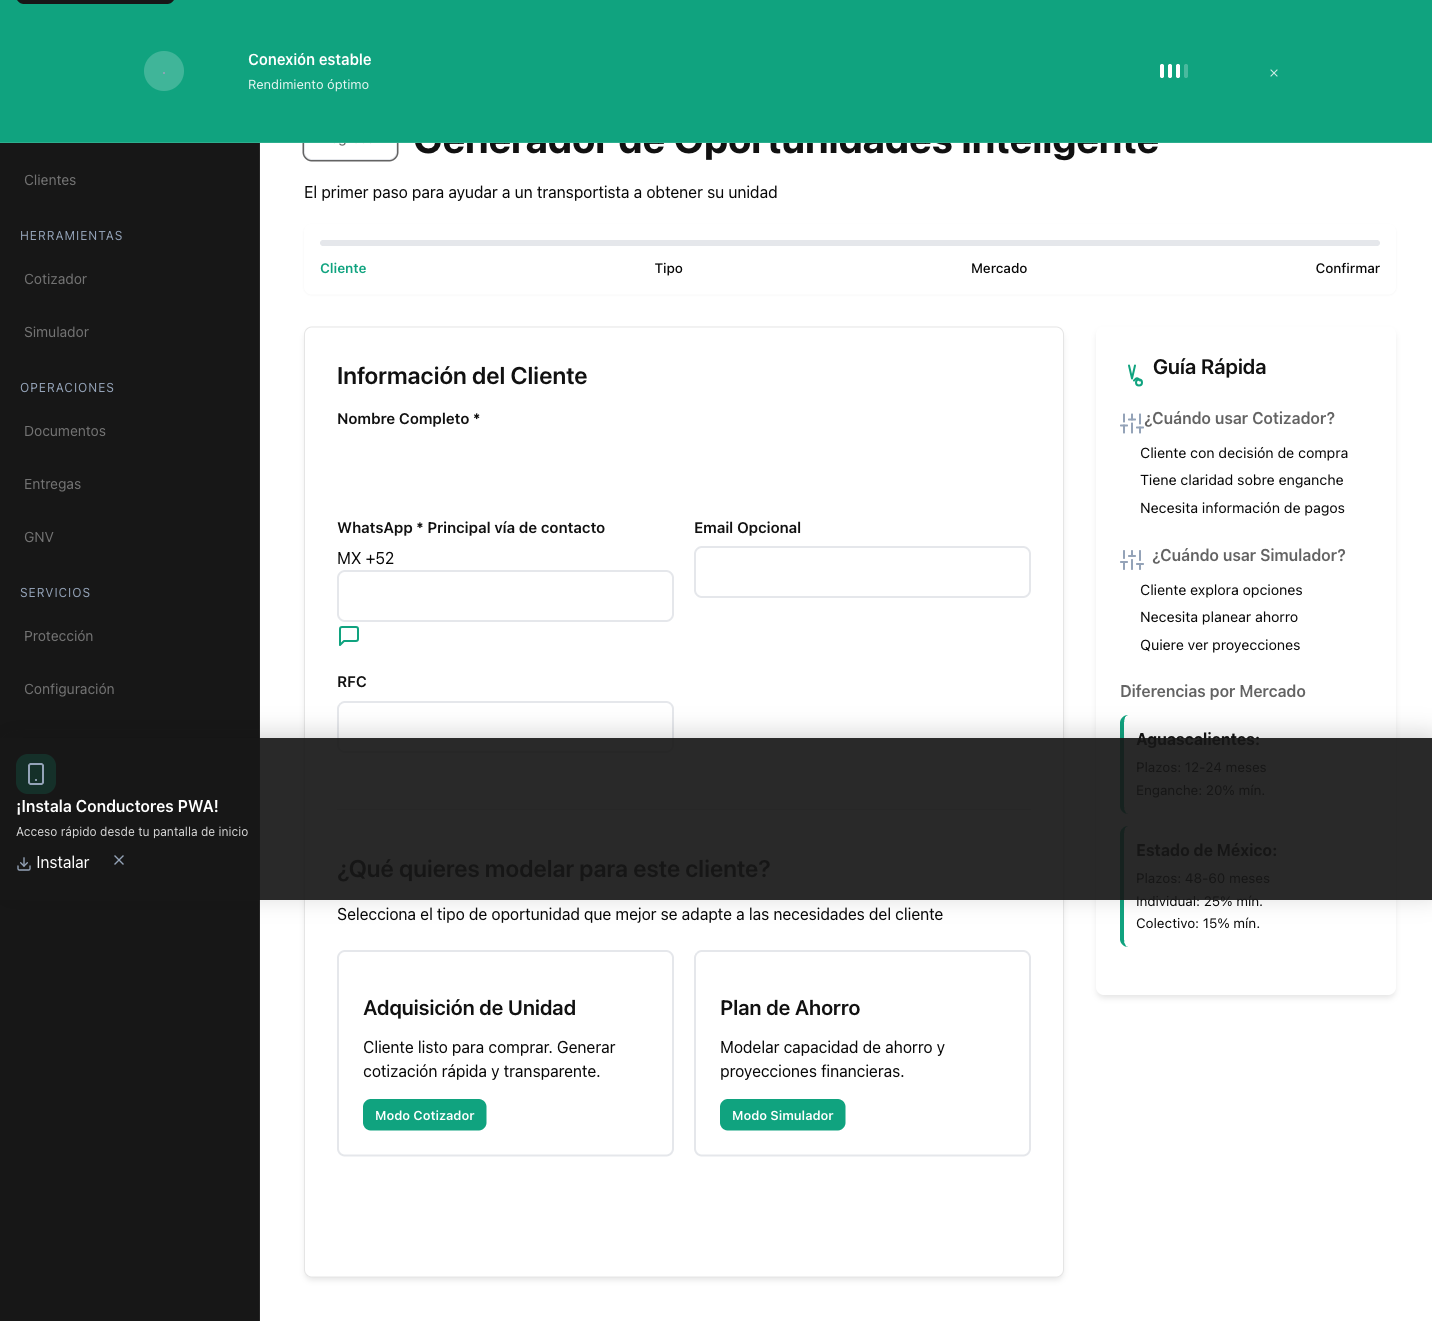 Conexión estable
Rendimiento óptimo
×
Generador de Oportunidades Inteligente
El primer paso para ayudar a un transportista a obtener su unidad
Clientes
HERRAMIENTAS
Cotizador
Simulador
OPERACIONES
Documentos
Entregas
GNV
SERVICIOS
Protección
Configuración
¡Instala Conductores PWA!
Acceso rápido desde tu pantalla de inicio
Instalar
Cliente
Tipo
Mercado
Confirmar
Información del Cliente
Nombre Completo *
WhatsApp * Principal vía de contacto
MX +52
Email Opcional
RFC
¿Qué quieres modelar para este cliente?
Selecciona el tipo de oportunidad que mejor se adapte a las necesidades del cliente
Adquisición de Unidad
Cliente listo para comprar. Generar
cotización rápida y transparente.
Modo Cotizador
Plan de Ahorro
Modelar capacidad de ahorro y
proyecciones financieras.
Modo Simulador
Guía Rápida
¿Cuándo usar Cotizador?
Cliente con decisión de compra
Tiene claridad sobre enganche
Necesita información de pagos
¿Cuándo usar Simulador?
Cliente explora opciones
Necesita planear ahorro
Quiere ver proyecciones
Diferencias por Mercado
Aguascalientes:
Plazos: 12-24 meses
Enganche: 20% mín.
Estado de México:
Plazos: 48-60 meses
Individual: 25% mín.
Colectivo: 15% mín.